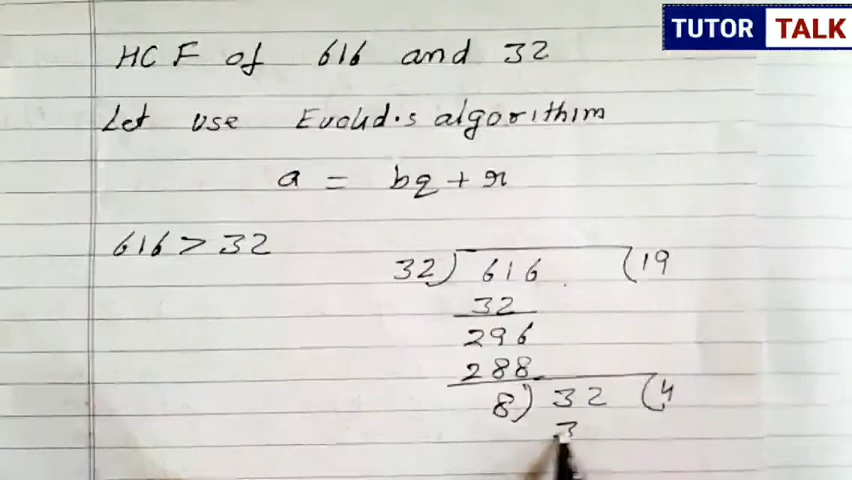 TUTOR TALK
HCF of 616 and 32
Let use Euclid.s algorithim
a = bq + r
616 > 32
32) 616 (19
32
296
288
8) 32 (4
3